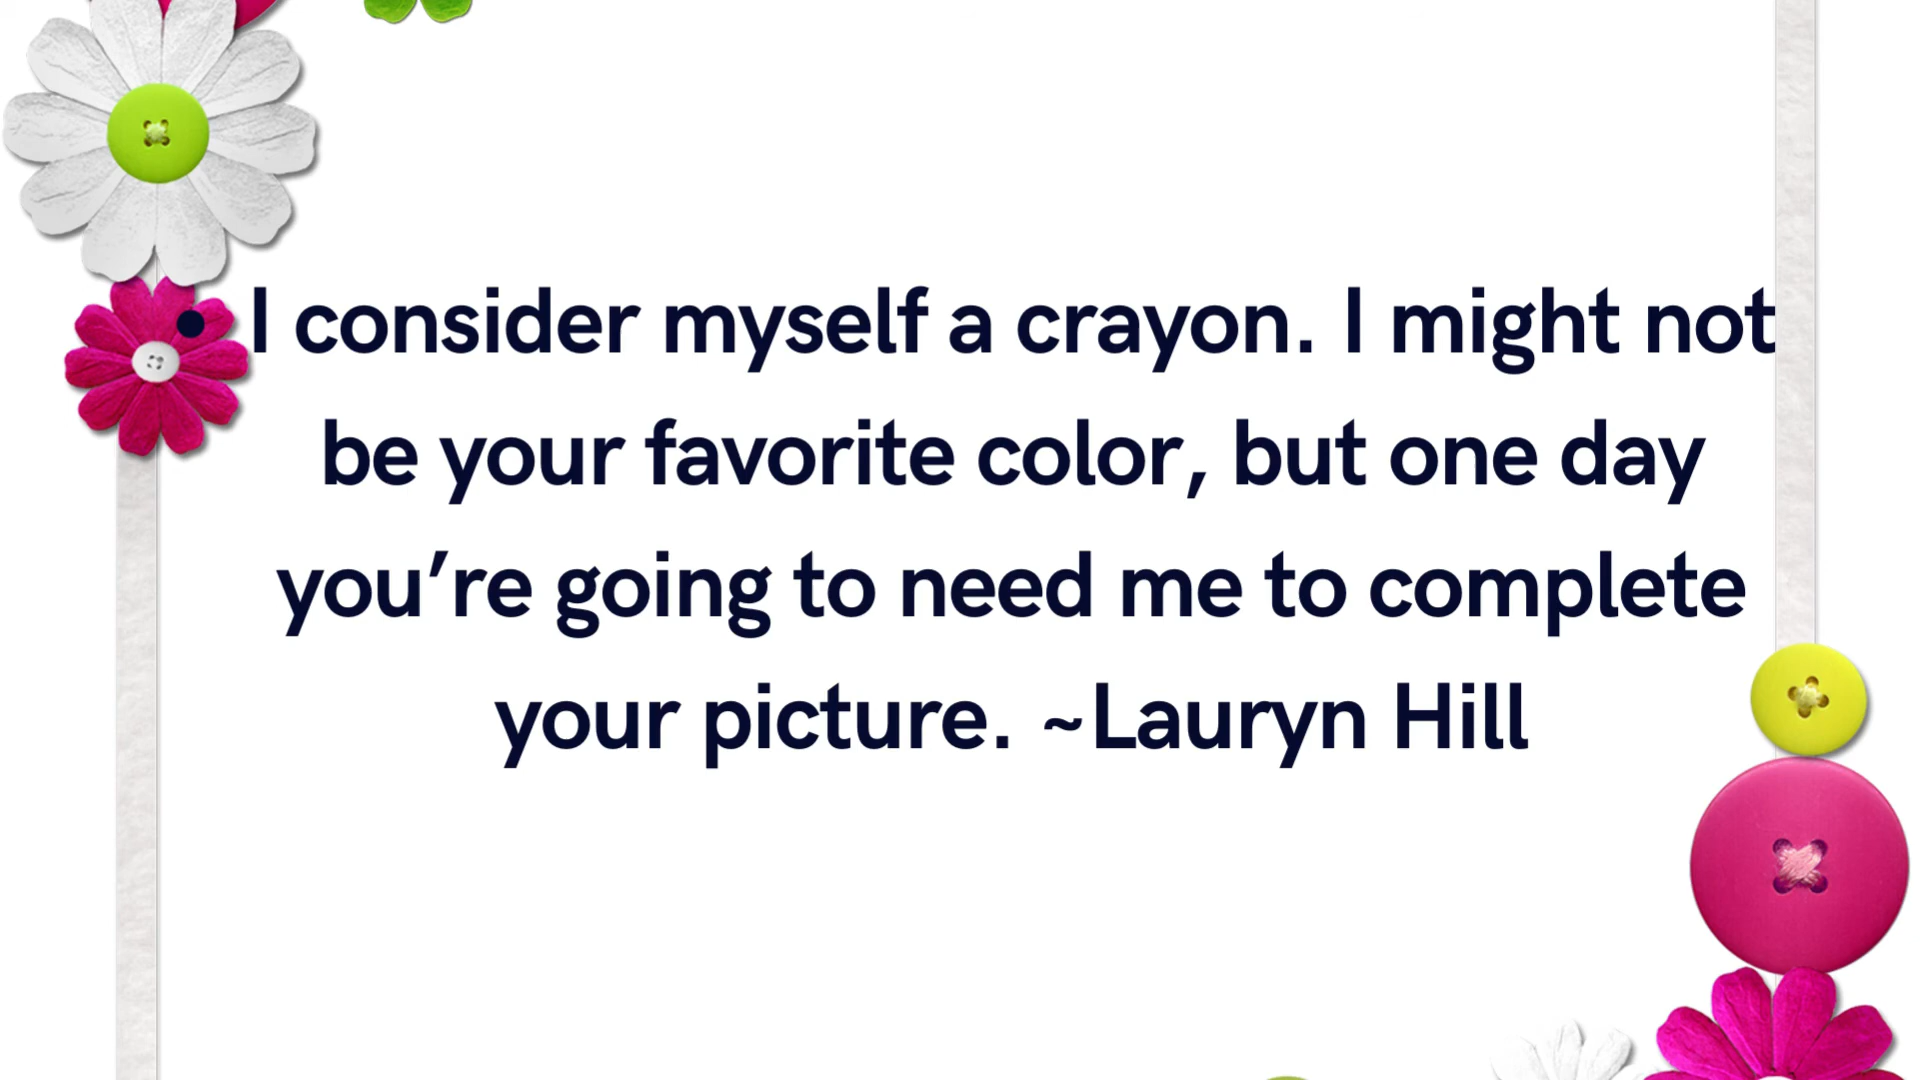 • I consider myself a crayon. I might not
be your favorite color, but one day
you’re going to need me to complete
your picture. ~Lauryn Hill